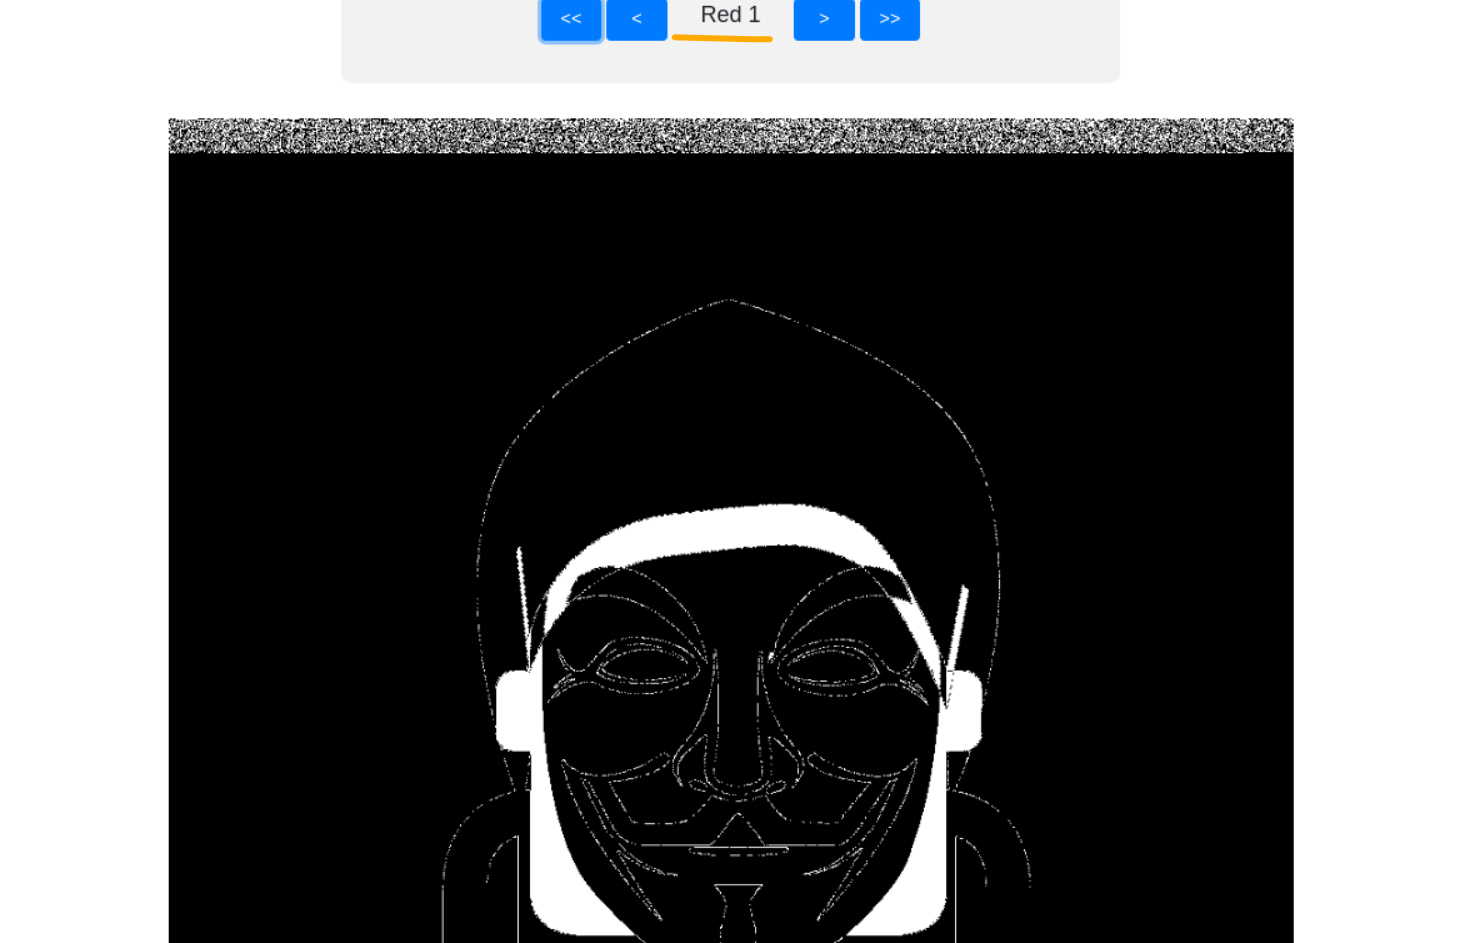 << < Red 1 > >>